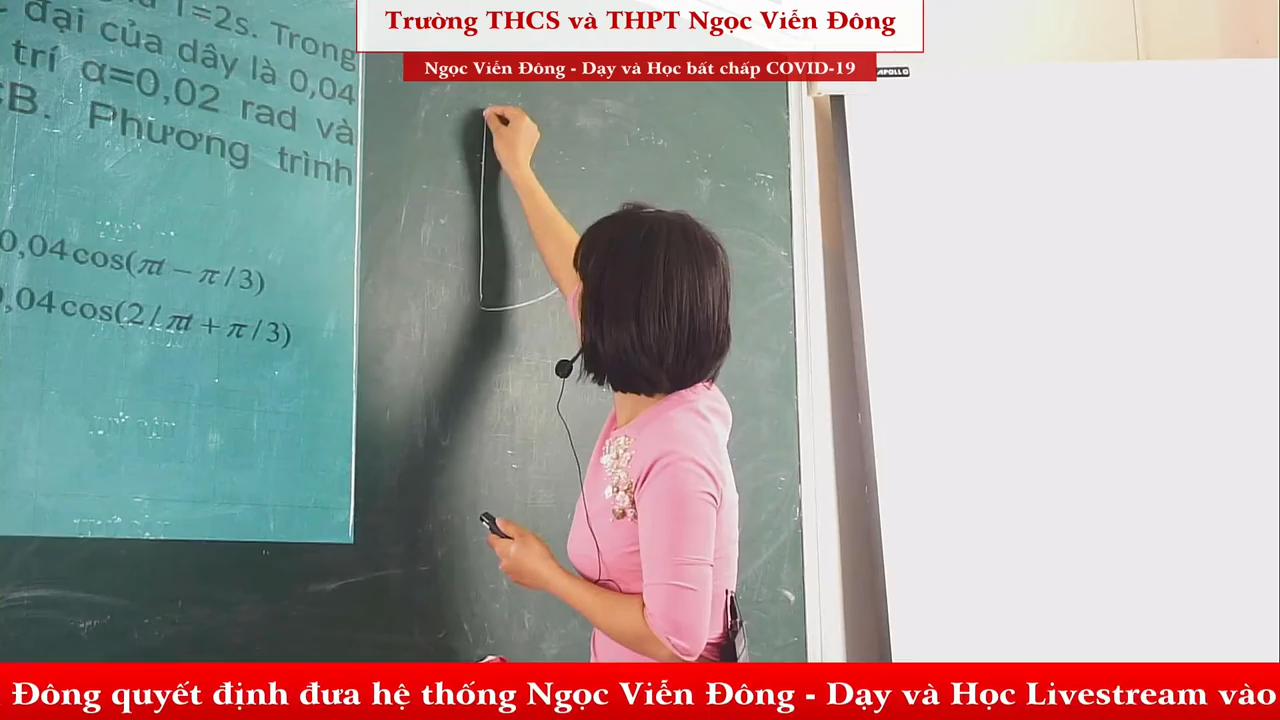 Trường THCS và THPT Ngọc Viễn Đông
Ngọc Viễn Đông - Dạy và Học bất chấp COVID-19
APOLLO
T=2s. Trong
đại của dây là 0,04
trí α=0,02 rad và
CB. Phương trình
0,04cos(πt − π/3)
0,04cos(2/πt + π/3)
Đông quyết định đưa hệ thống Ngọc Viễn Đông - Dạy và Học Livestream vào